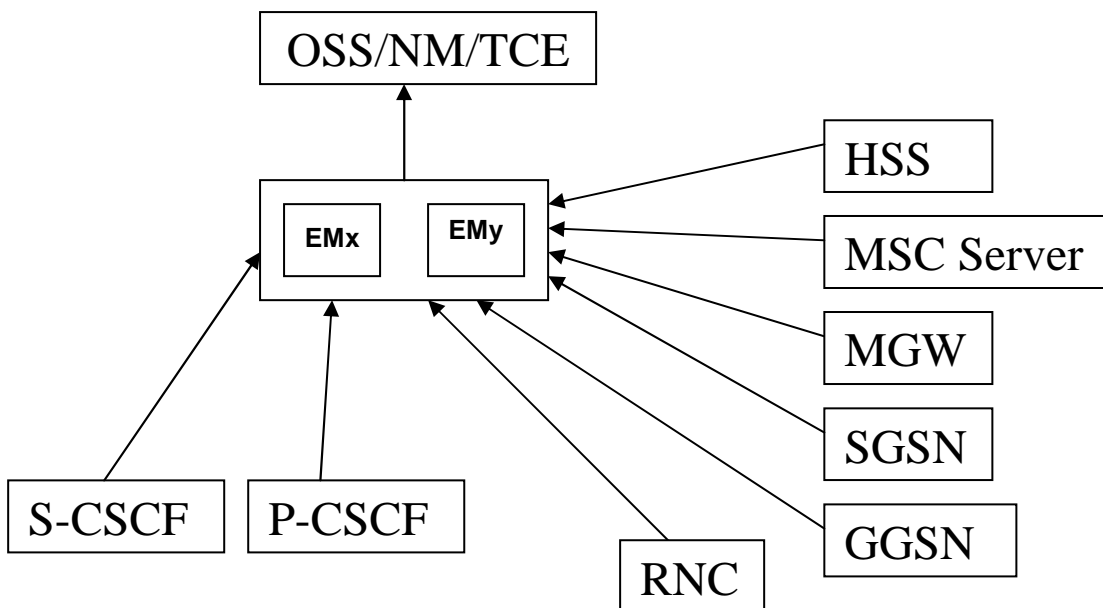 OSS/NM/TCE
HSS
EMx
EMy
MSC Server
MGW
SGSN
S-CSCF
P-CSCF
GGSN
RNC